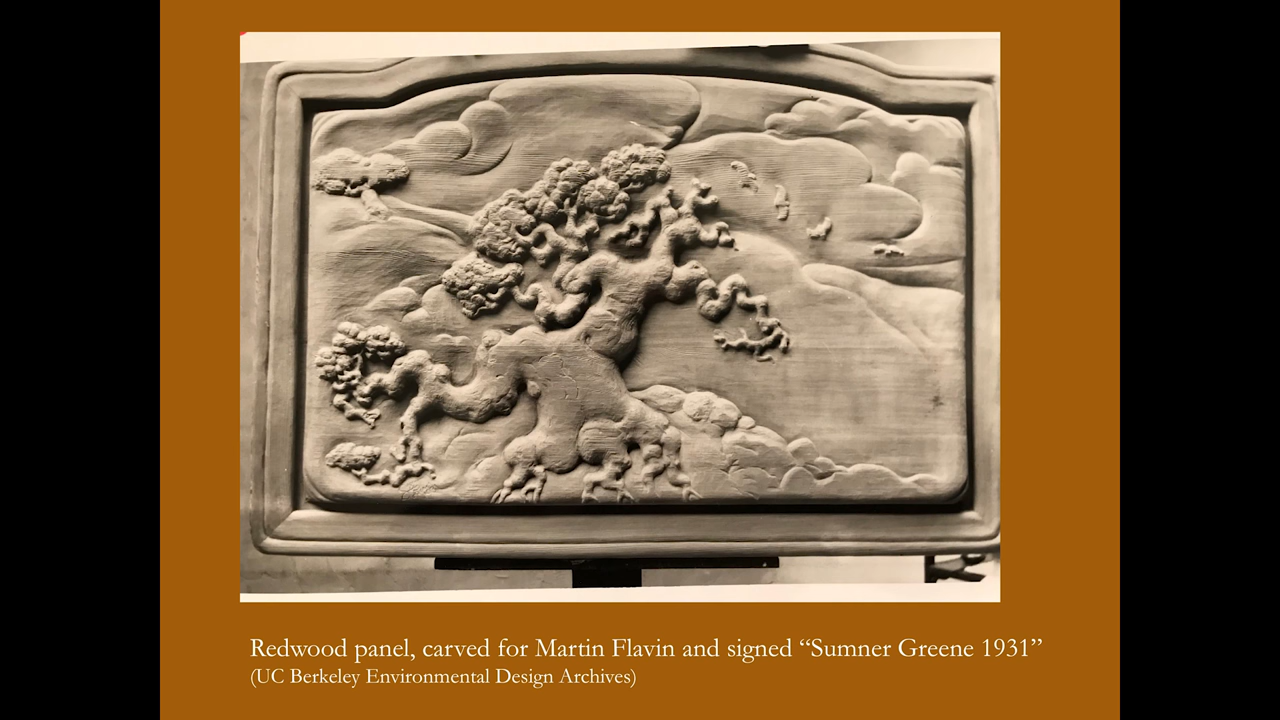 Redwood panel, carved for Martin Flavin and signed “Sumner Greene 1931”
(UC Berkeley Environmental Design Archives)